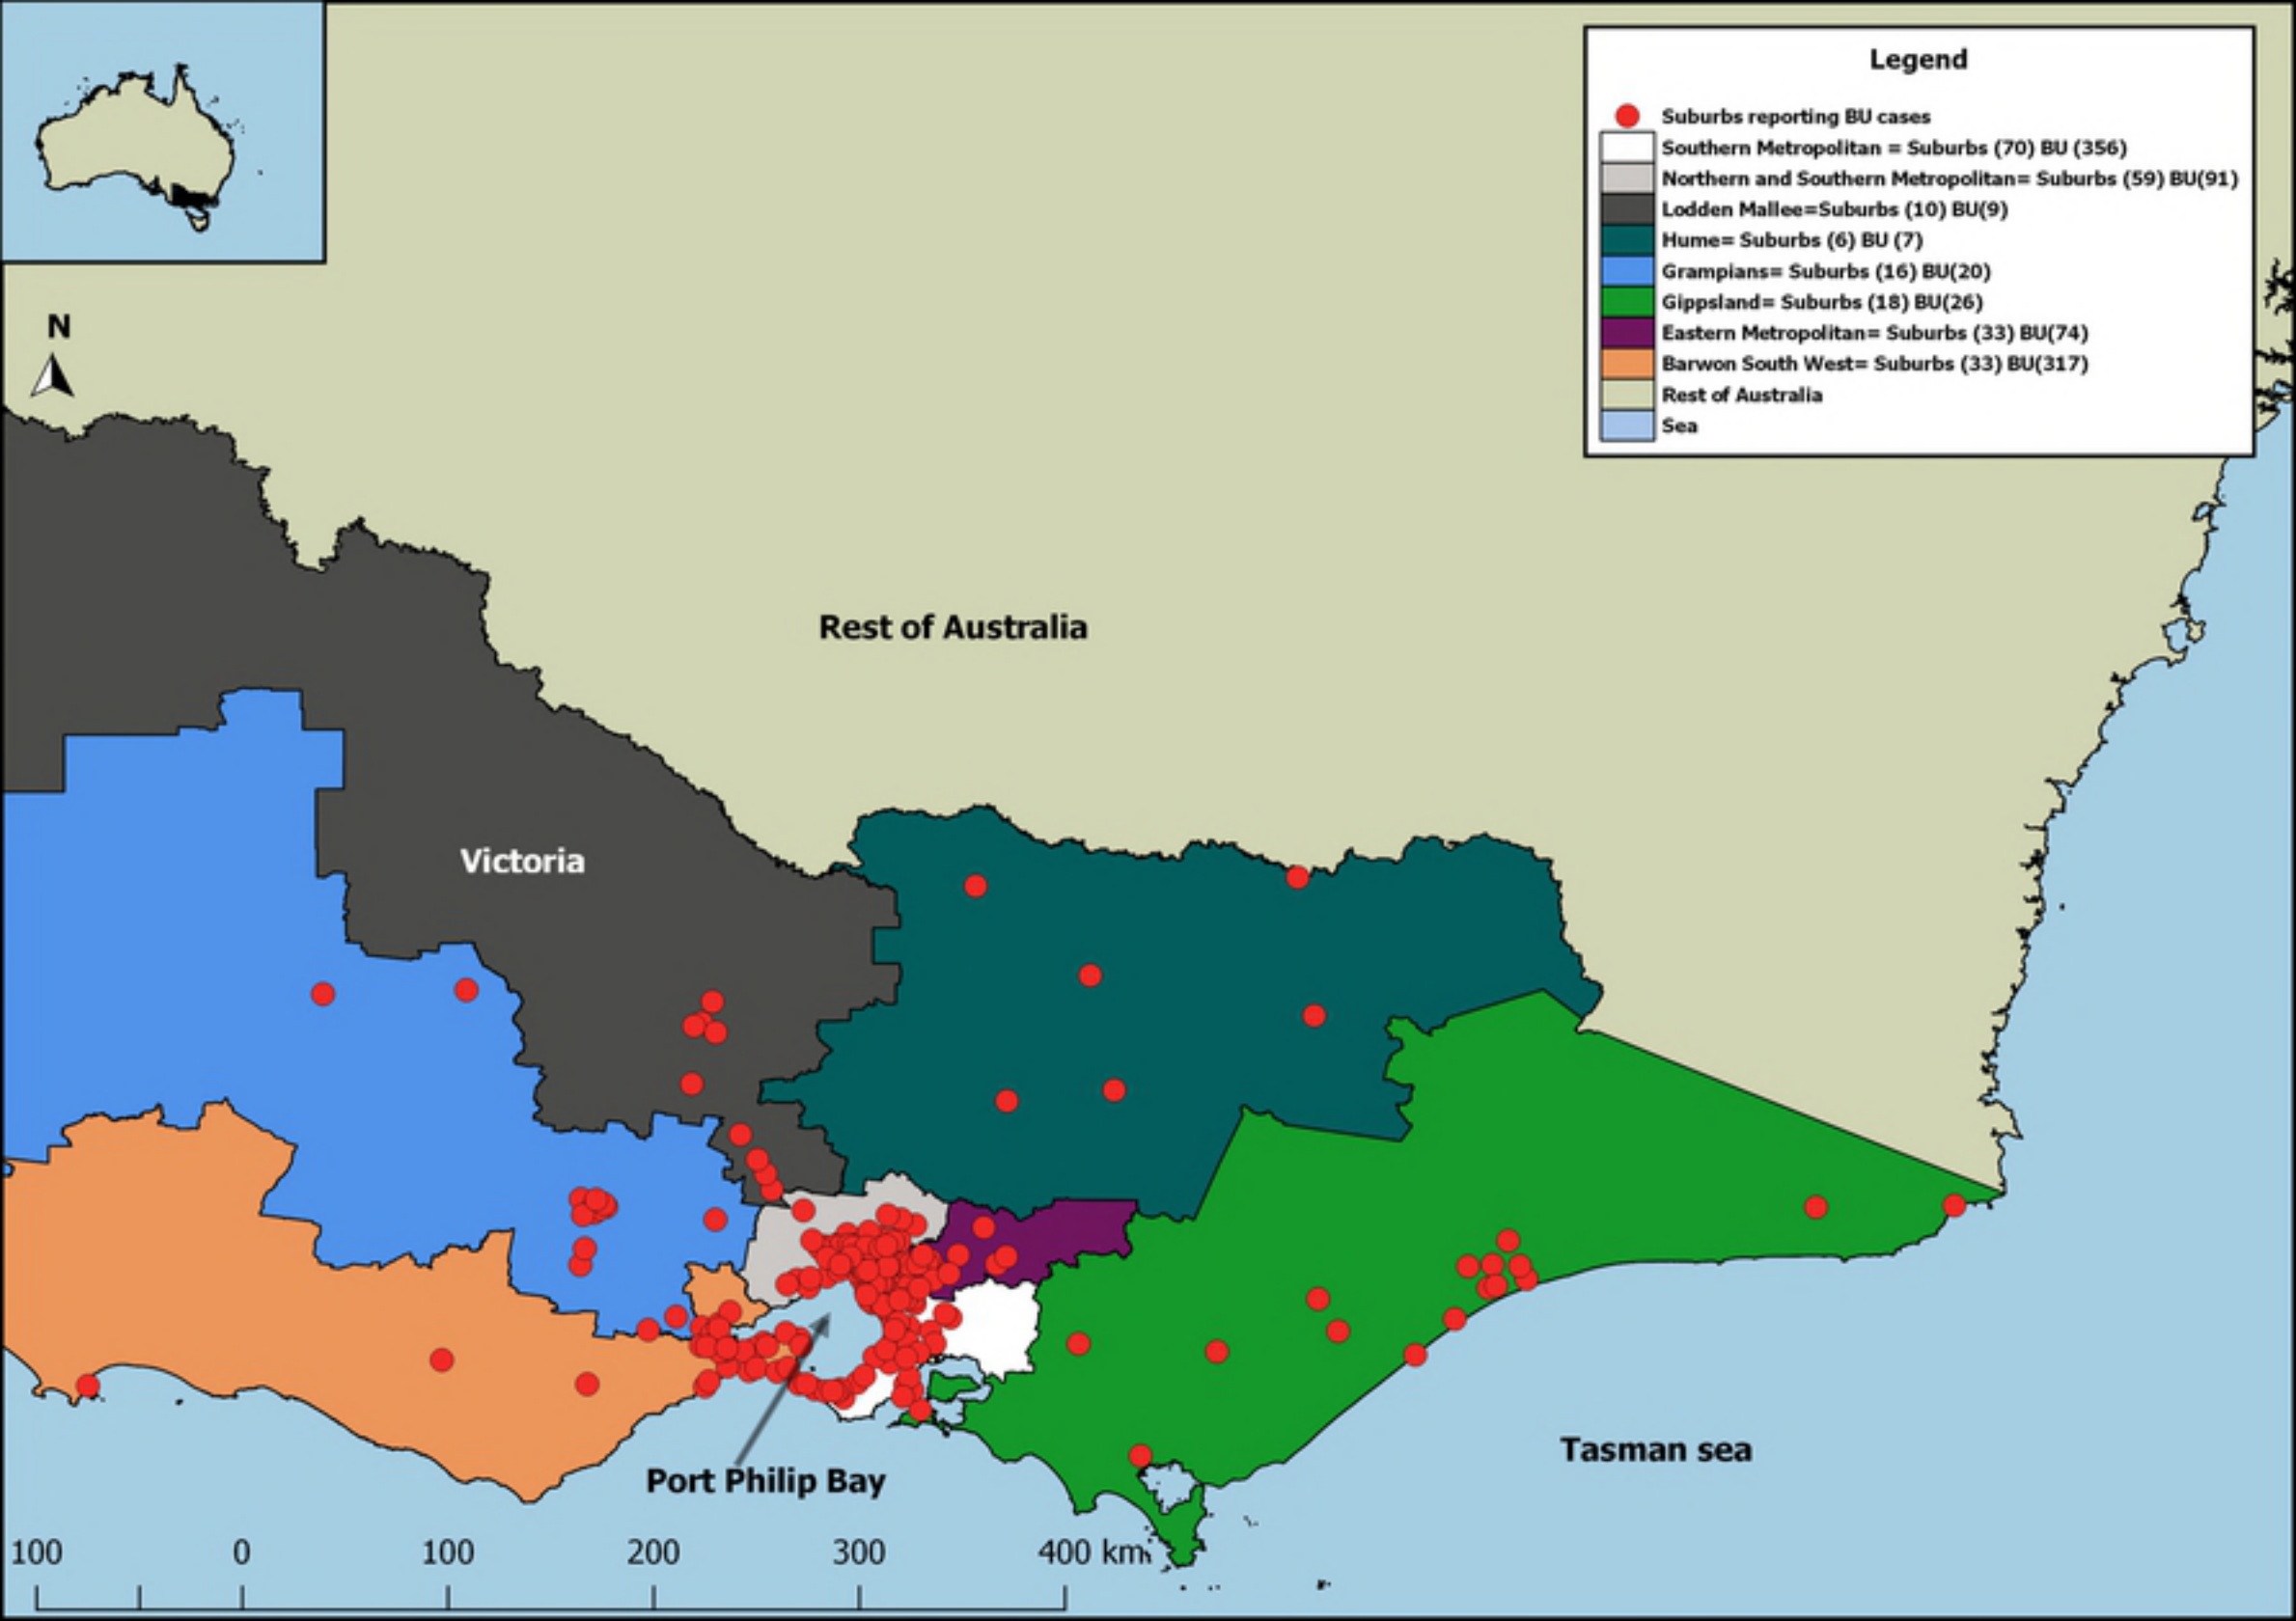 Legend
Suburbs reporting BU cases
Southern Metropolitan = Suburbs (70) BU (356)
Northern and Southern Metropolitan= Suburbs (59) BU(91)
Lodden Mallee=Suburbs (10) BU(9)
Hume= Suburbs (6) BU (7)
Grampians= Suburbs (16) BU(20)
Gippsland= Suburbs (18) BU(26)
Eastern Metropolitan= Suburbs (33) BU(74)
Barwon South West= Suburbs (33) BU(317)
Rest of Australia
Sea
N
Rest of Australia
Victoria
Tasman sea
Port Philip Bay
100 0 100 200 300 400 km